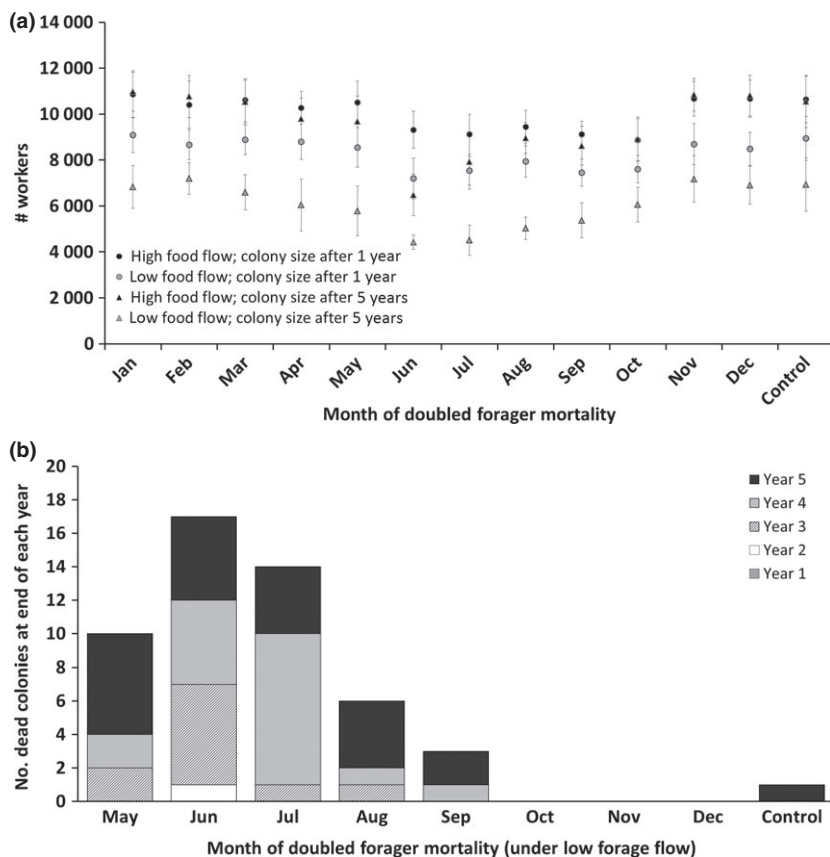 (a)
14 000
12 000
10 000
8 000
6 000
4 000
2 000
0
# workers
High food flow; colony size after 1 year
Low food flow; colony size after 1 year
High food flow; colony size after 5 years
Low food flow; colony size after 5 years
Jan
Feb
Mar
Apr
May
Jun
Jul
Aug
Sep
Oct
Nov
Dec
Control
Month of doubled forager mortality
(b)
20
18
16
14
12
10
8
6
4
2
0
No. dead colonies at end of each year
Year 5
Year 4
Year 3
Year 2
Year 1
May
Jun
Jul
Aug
Sep
Oct
Nov
Dec
Control
Month of doubled forager mortality (under low forage flow)